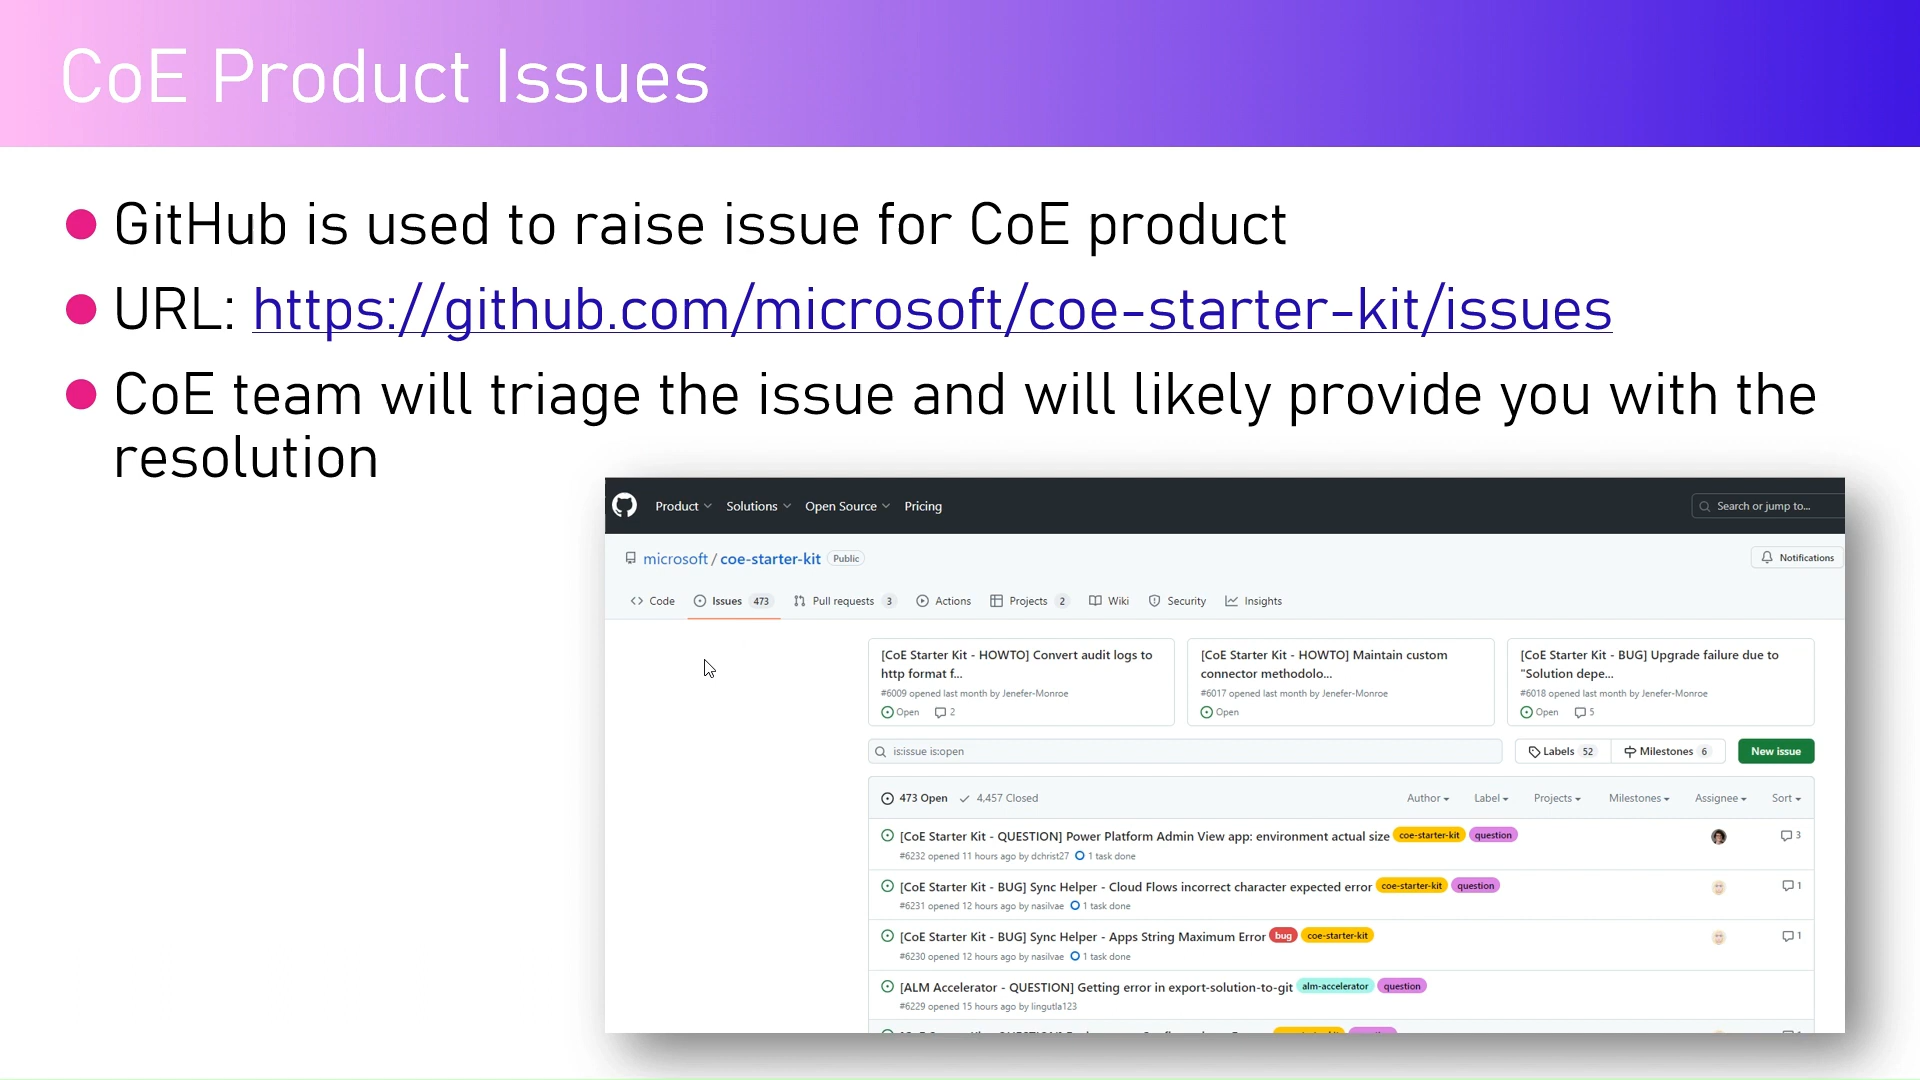 CoE Product Issues
GitHub is used to raise issue for CoE product
URL: https://github.com/microsoft/coe-starter-kit/issues
CoE team will triage the issue and will likely provide you with the
resolution
Product Solutions Open Source Pricing Search or jump to...
microsoft / coe-starter-kit Public Notifications
Code Issues 473 Pull requests 3 Actions Projects 2 Wiki Security Insights
[CoE Starter Kit - HOWTO] Convert audit logs to
http format f...
#6009 opened last month by Jenefer-Monroe
Open 2
[CoE Starter Kit - HOWTO] Maintain custom
connector methodolo...
#6017 opened last month by Jenefer-Monroe
Open
[CoE Starter Kit - BUG] Upgrade failure due to
"Solution depe...
#6018 opened last month by Jenefer-Monroe
Open 5
is:issue is:open Labels 52 Milestones 6 New issue
473 Open 4,457 Closed Author Label Projects Milestones Assignee Sort
[CoE Starter Kit - QUESTION] Power Platform Admin View app: environment actual size coe-starter-kit question 3
#6232 opened 11 hours ago by dchrist27 1 task done
[CoE Starter Kit - BUG] Sync Helper - Cloud Flows incorrect character expected error coe-starter-kit question 1
#6231 opened 12 hours ago by nasilvae 1 task done
[CoE Starter Kit - BUG] Sync Helper - Apps String Maximum Error bug coe-starter-kit 1
#6230 opened 12 hours ago by nasilvae 1 task done
[ALM Accelerator - QUESTION] Getting error in export-solution-to-git alm-accelerator question
#6229 opened 15 hours ago by lingutla123